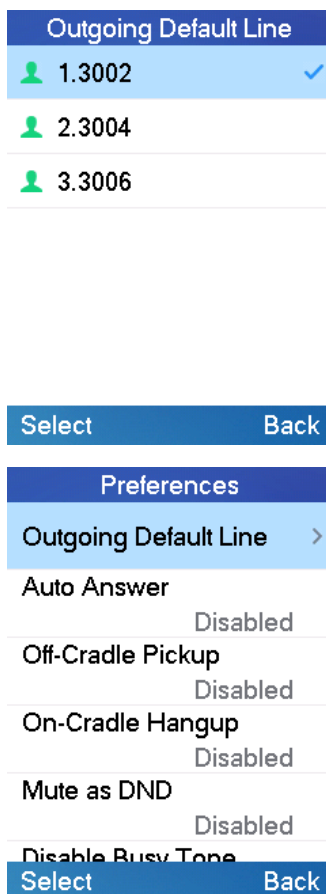 Outgoing Default Line
1.3002
2.3004
3.3006
Select Back
Preferences
Outgoing Default Line
Auto Answer
Disabled
Off-Cradle Pickup
Disabled
On-Cradle Hangup
Disabled
Mute as DND
Disabled
Disable Busy Tone
Select Back